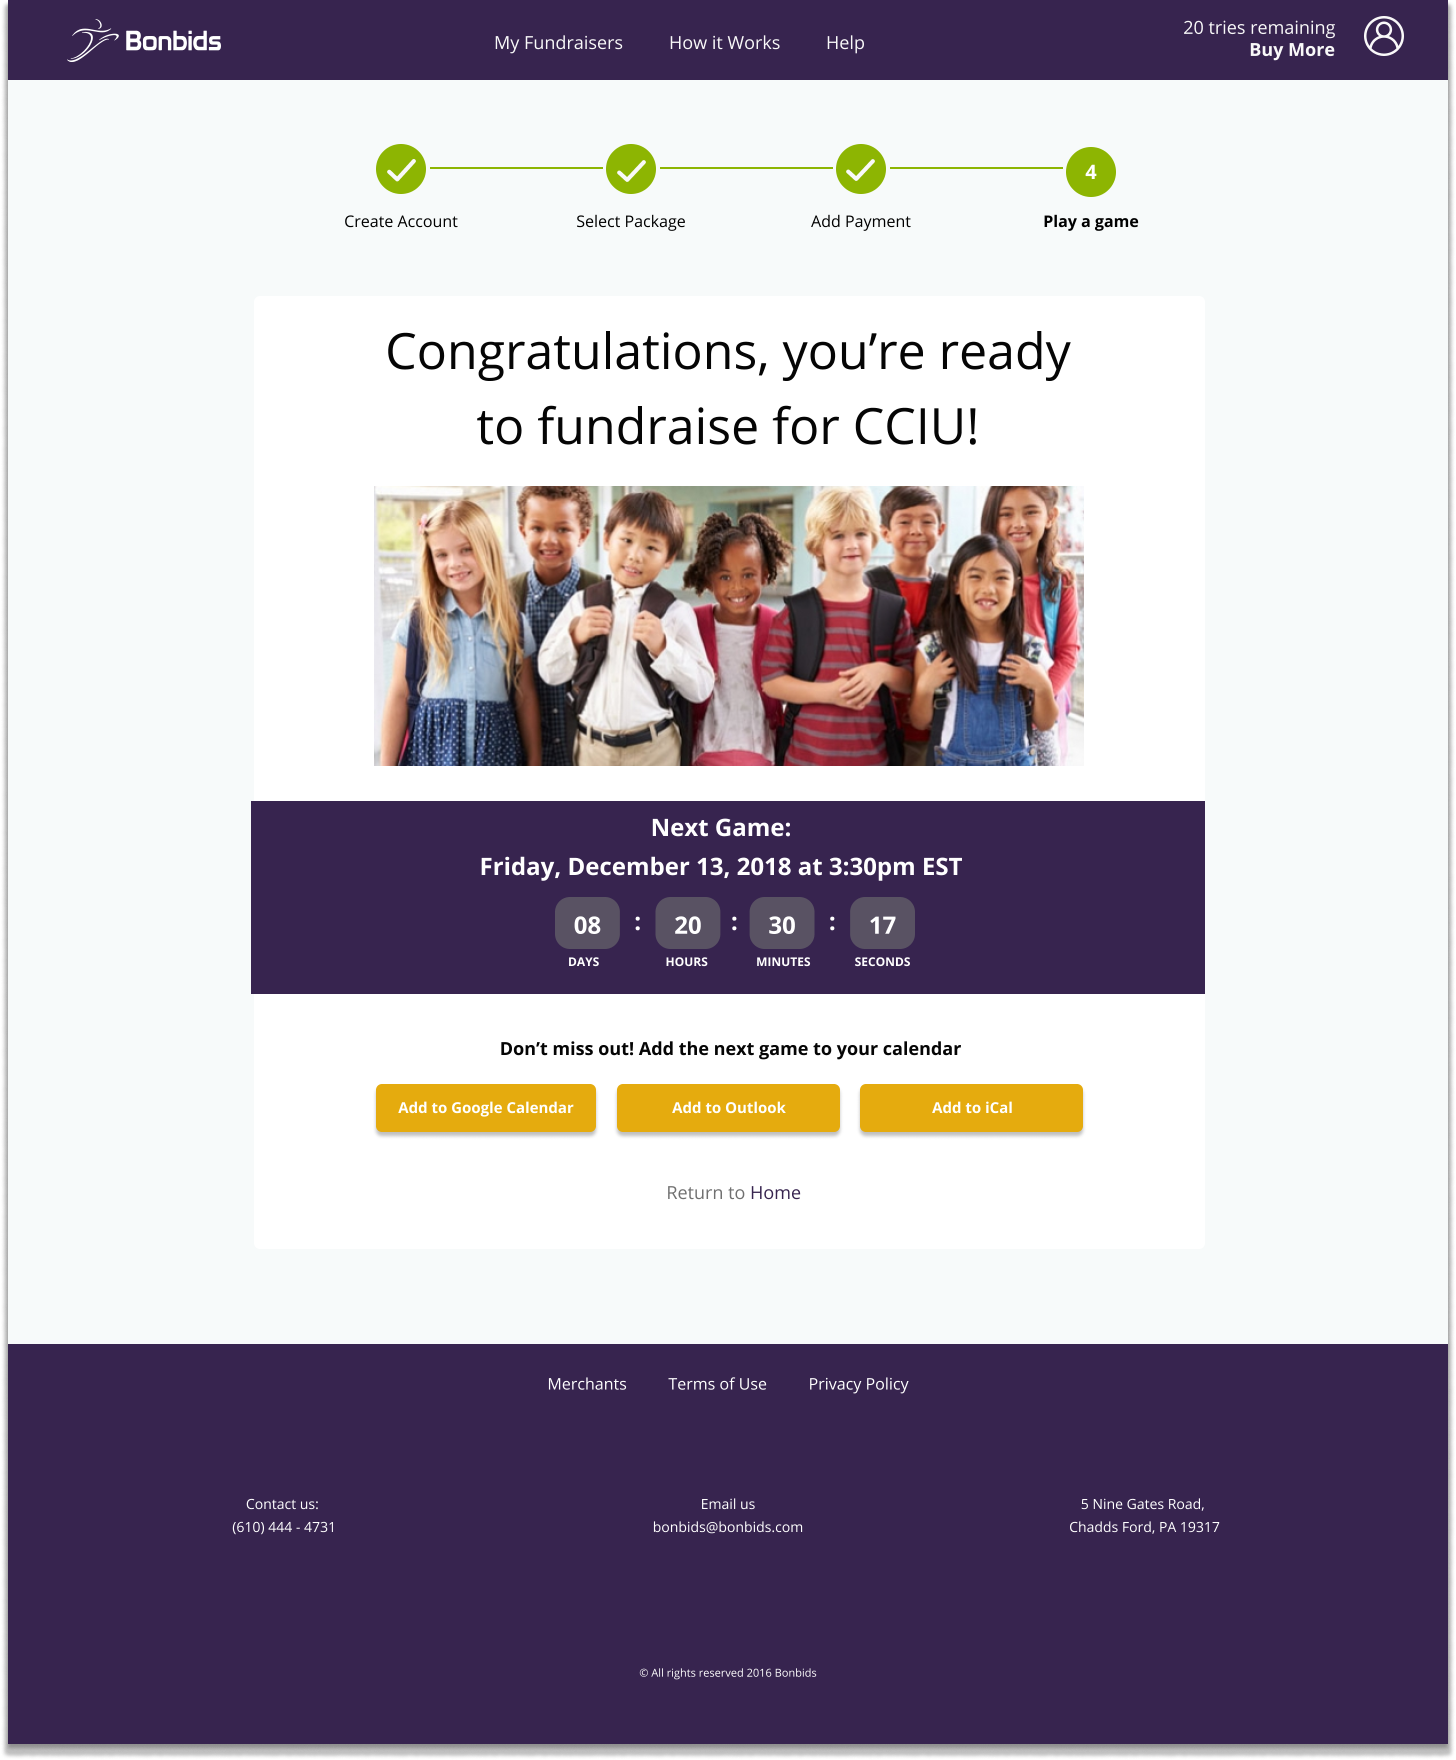 Bonbids
My Fundraisers How it Works Help
20 tries remaining
Buy More
4
Create Account Select Package Add Payment Play a game
Congratulations, you’re ready
to fundraise for CCIU!
Next Game:
Friday, December 13, 2018 at 3:30pm EST
08 : 20 : 30 : 17
DAYS HOURS MINUTES SECONDS
Don’t miss out! Add the next game to your calendar
Add to Google Calendar Add to Outlook Add to iCal
Return to Home
Merchants Terms of Use Privacy Policy
Contact us:
(610) 444 - 4731
Email us
bonbids@bonbids.com
5 Nine Gates Road,
Chadds Ford, PA 19317
© All rights reserved 2016 Bonbids